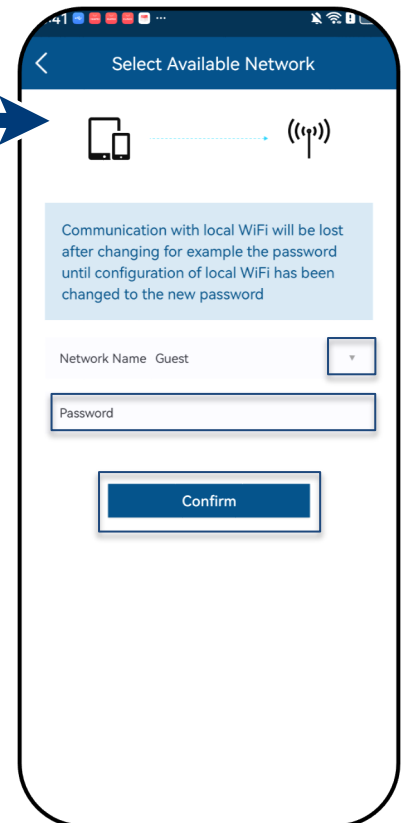 :41
Select Available Network
Communication with local WiFi will be lost
after changing for example the password
until configuration of local WiFi has been
changed to the new password
Network Name Guest
Password
Confirm